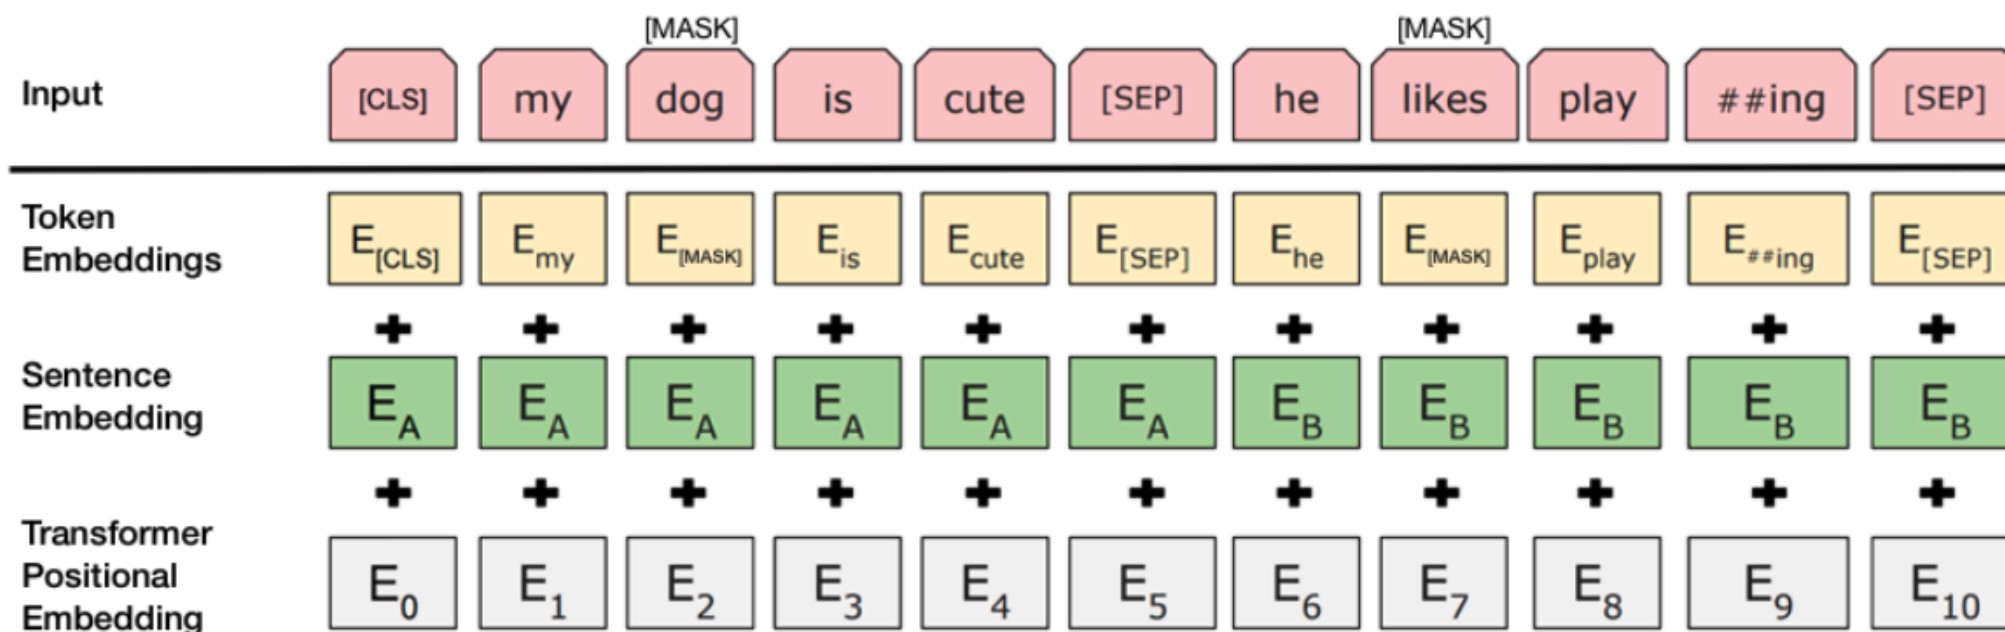 [MASK] [MASK]
Input [CLS] my dog is cute [SEP] he likes play ##ing [SEP]
Token
Embeddings
E[CLS] Emy E[MASK] Eis Ecute E[SEP] Ehe E[MASK] Eplay E##ing E[SEP]
+ + + + + + + + + + +
Sentence
Embedding
EA EA EA EA EA EA EB EB EB EB EB
+ + + + + + + + + + +
Transformer
Positional
Embedding
E0 E1 E2 E3 E4 E5 E6 E7 E8 E9 E10